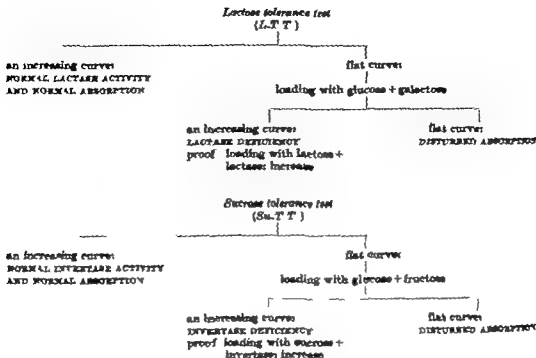 Lactose tolerance test
(L.T T )
an increasing curve:
NORMAL LACTASE ACTIVITY
AND NORMAL ABSORPTION
flat curve:
loading with glucose + galactose
an increasing curve:
LACTASE DEFICIENCY
proof loading with lactose +
lactase: increase
flat curve:
DISTURBED ABSORPTION
Sucrose tolerance test
(Su.T T )
an increasing curve:
NORMAL INVERTASE ACTIVITY
AND NORMAL ABSORPTION
flat curve:
loading with glucose + fructose
an increasing curve:
INVERTASE DEFICIENCY
proof loading with sucrose +
invertase: increase
flat curve:
DISTURBED ABSORPTION